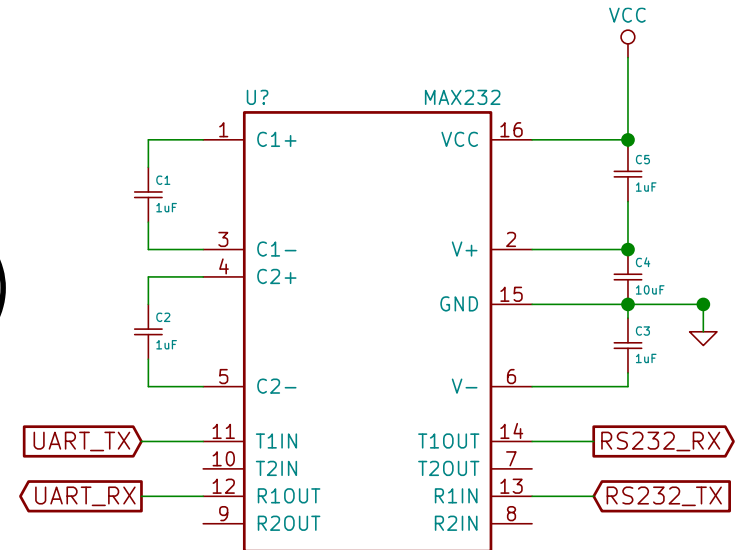 VCC
U? MAX232
1 C1+ VCC 16
C1
1uF
C5
1uF
3 C1- V+ 2
4 C2+
C4
10uF
GND 15
C2
1uF
C3
1uF
5 C2- V- 6
UART_TX 11 T1IN T1OUT 14 RS232_RX
10 T2IN T2OUT 7
UART_RX 12 R1OUT R1IN 13 RS232_TX
9 R2OUT R2IN 8